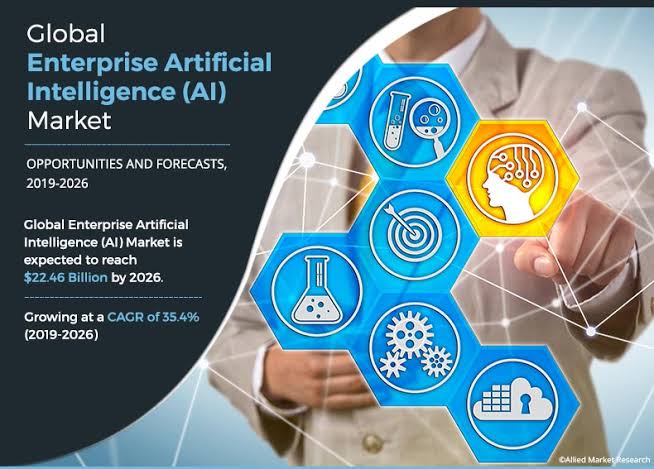 Global
Enterprise Artificial
Intelligence (AI)
Market
OPPORTUNITIES AND FORECASTS,
2019-2026
Global Enterprise Artificial
Intelligence (AI) Market is
expected to reach
$22.46 Billion by 2026.
Growing at a CAGR of 35.4%
(2019-2026)
©Allied Market Research